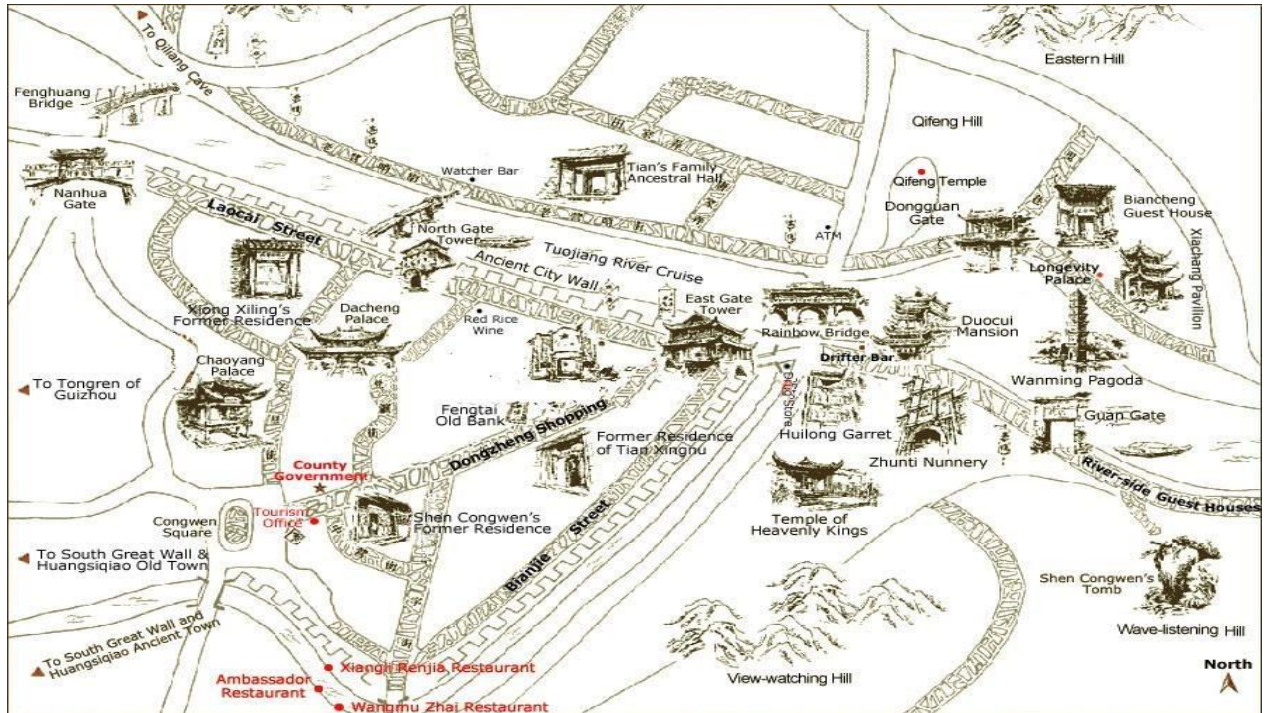 To Qiliang Cave
Fenghuang
Bridge
Nanhua
Gate
Watcher Bar
Tian's Family
Ancestral Hall
Eastern Hill
Qifeng Hill
Qifeng Temple
Dongguan
Gate
ATM
Biancheng
Guest House
Xiachang Pavilion
Longevity
Palace
Laocai
Street
North Gate
Tower
Tuojiang River Cruise
Ancient City Wall
Xiong Xiling's
Former Residence
Dacheng
Palace
Red Rice
Wine
East Gate
Tower
Rainbow Bridge
Duocui
Mansion
Drifter Bar
Wanming Pagoda
Chaoyang
Palace
To Tongren of
Guizhou
Fengtai
Old Bank
Dongzheng Shopping
Former Residence
of Tian Xingnu
Huilong Garret
Zhunti Nunnery
Guan Gate
County
Government
Tourism
Office
Congwen
Square
Shen Congwen's
Former Residence
Bianjie Street
Temple of
Heavenly Kings
River-side Guest Houses
To South Great Wall &
Huangsiqiao Old Town
Shen Congwen's
Tomb
Wave-listening Hill
To South Great Wall and
Huangsiqiao Ancient Town
Xiangli Renjia Restaurant
Ambassador
Restaurant
Wangmu Zhai Restaurant
View-watching Hill
North